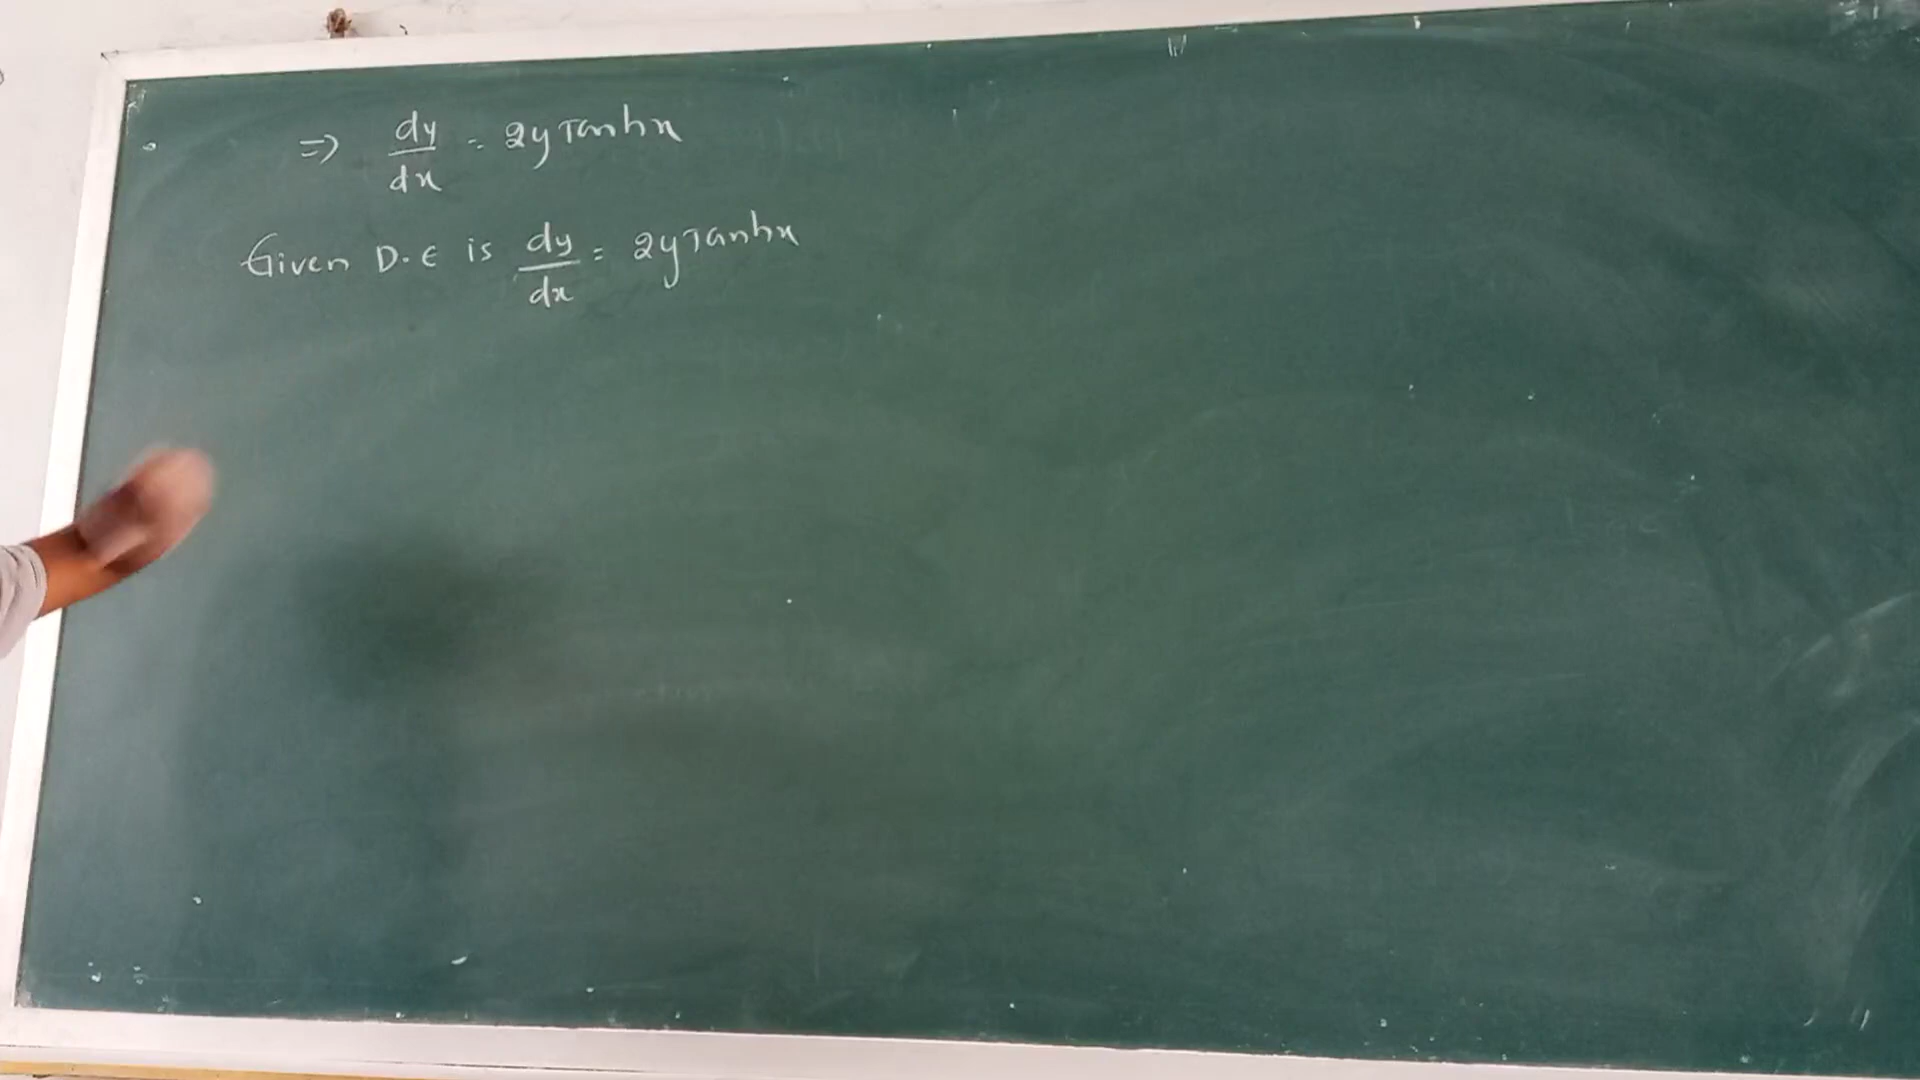 => dy/dx = 2y Tanhx
Given D.E is dy/dx = 2y Tanhx